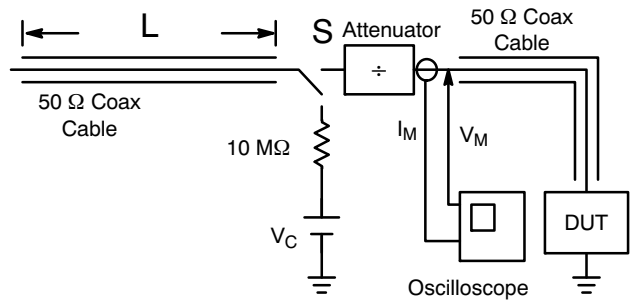 L
S
Attenuator
÷
50 Ω Coax
Cable
50 Ω Coax
Cable
10 MΩ
I_M
V_M
V_C
DUT
Oscilloscope